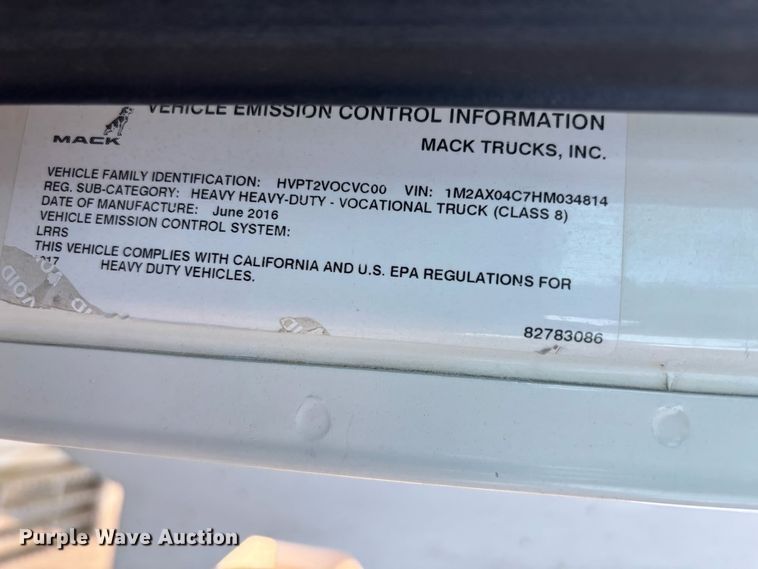 VEHICLE EMISSION CONTROL INFORMATION
MACK
MACK TRUCKS, INC.
VEHICLE FAMILY IDENTIFICATION: HVPT2VOCVC00 VIN: 1M2AX04C7HM034814
REG. SUB-CATEGORY: HEAVY HEAVY-DUTY - VOCATIONAL TRUCK (CLASS 8)
DATE OF MANUFACTURE: June 2016
VEHICLE EMISSION CONTROL SYSTEM:
LRRS
THIS VEHICLE COMPLIES WITH CALIFORNIA AND U.S. EPA REGULATIONS FOR
HEAVY DUTY VEHICLES.
VOID
82783086
Purple Wave Auction